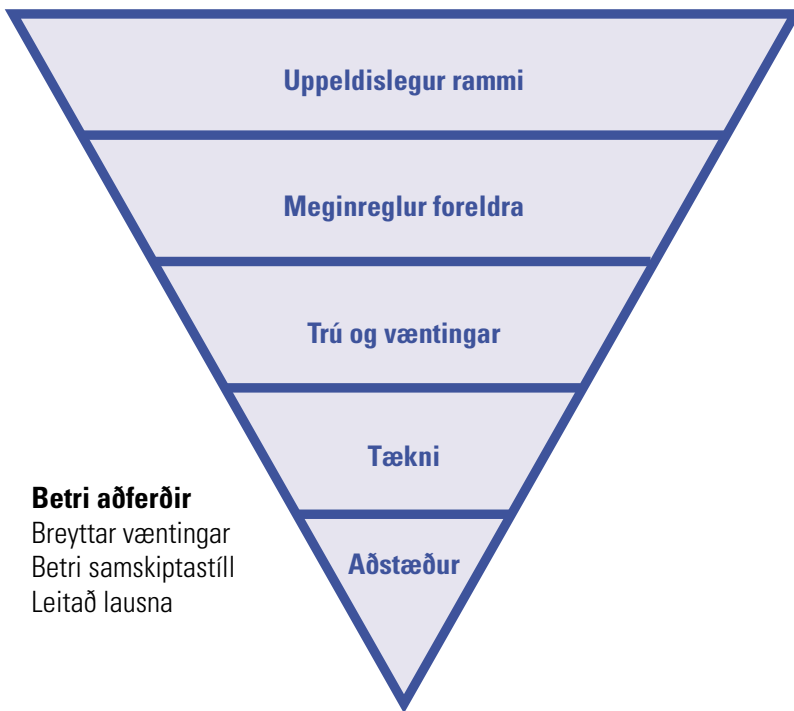 Uppeldislegur rammi
Meginreglur foreldra
Trú og væntingar
Tækni
Aðstæður
Betri aðferðir
Breyttar væntingar
Betri samskiptastíll
Leitað lausna